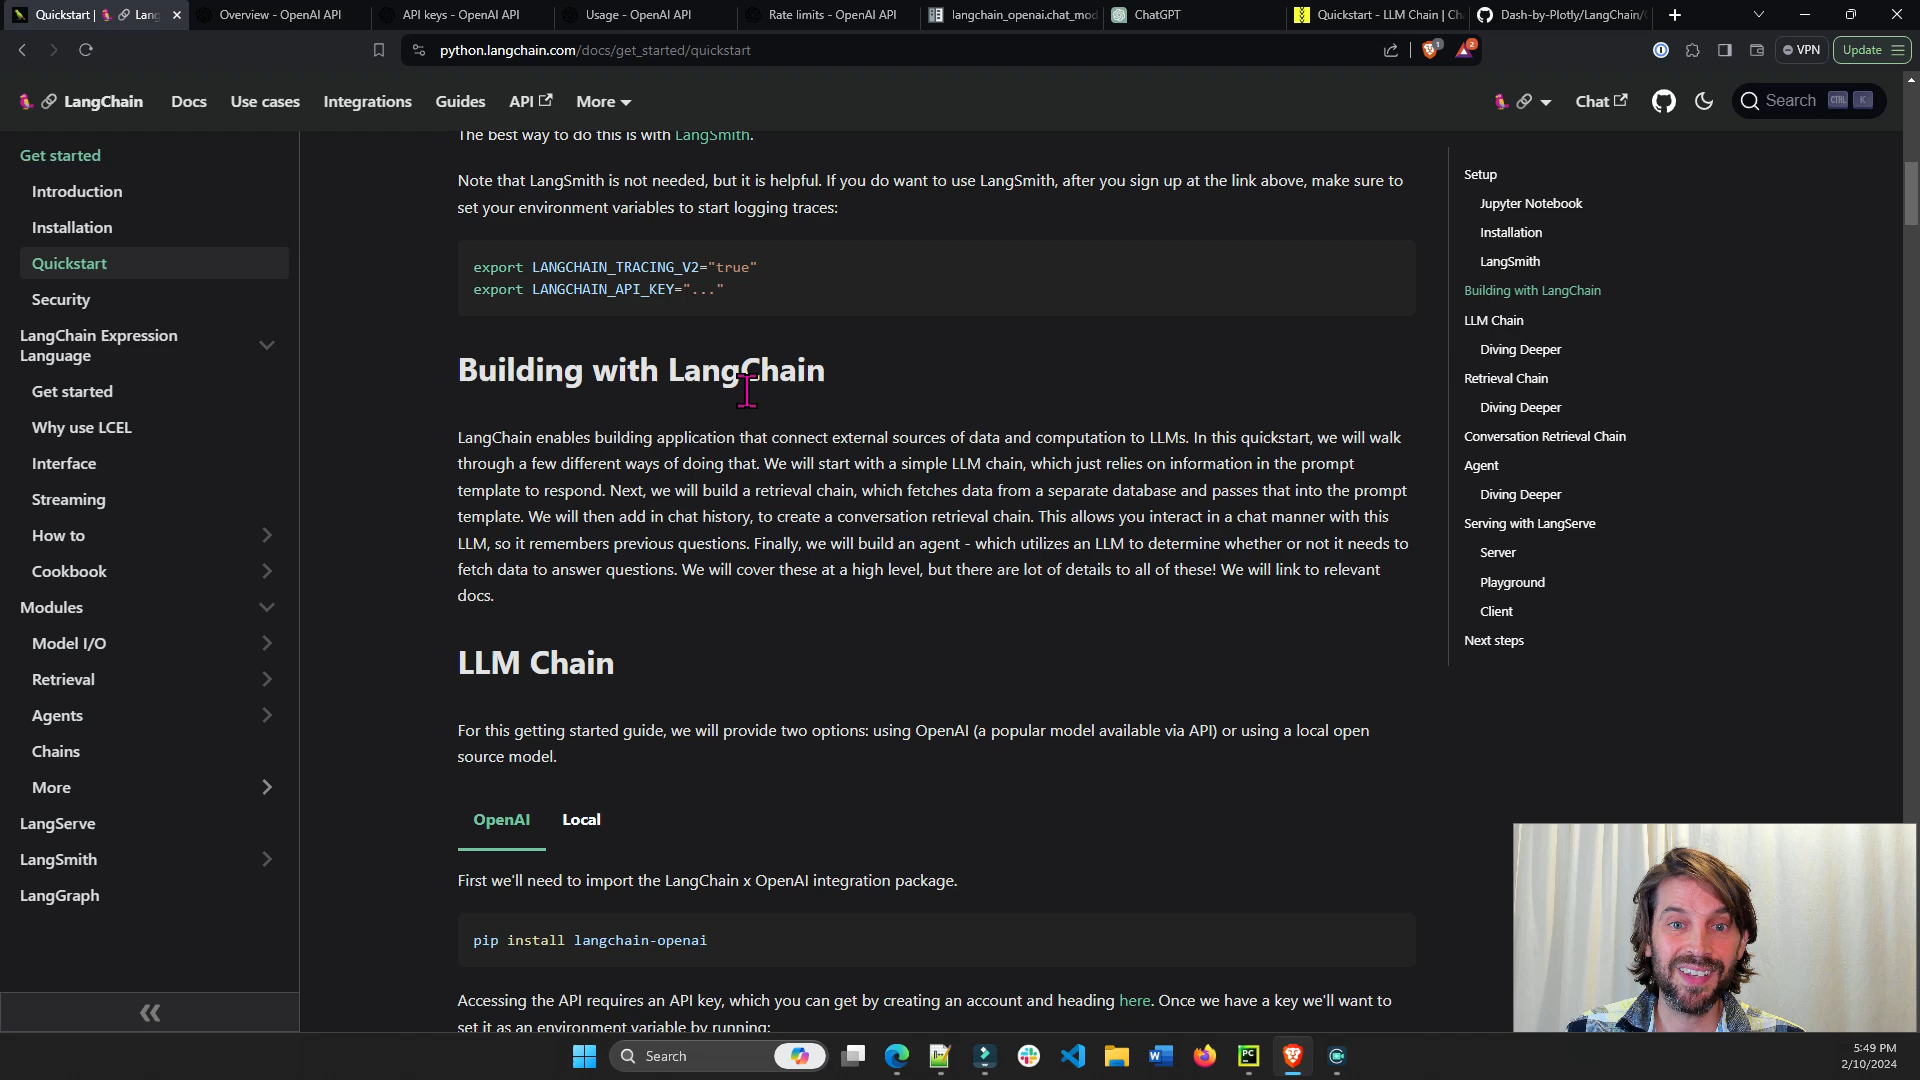 Quickstart | Lang
Overview - OpenAI API
API keys - OpenAI API
Usage - OpenAI API
Rate limits - OpenAI API
langchain_openai.chat_mod
ChatGPT
Quickstart - LLM Chain | Ch
Dash-by-Plotly/LangChain/
python.langchain.com/docs/get_started/quickstart
1
2
VPN
Update
LangChain
Docs
Use cases
Integrations
Guides
API
More
Chat
Search
CTRL
K
Get started
Introduction
Installation
Quickstart
Security
LangChain Expression
Language
Get started
Why use LCEL
Interface
Streaming
How to
Cookbook
Modules
Model I/O
Retrieval
Agents
Chains
More
LangServe
LangSmith
LangGraph
The best way to do this is with LangSmith.
Note that LangSmith is not needed, but it is helpful. If you do want to use LangSmith, after you sign up at the link above, make sure to
set your environment variables to start logging traces:
export LANGCHAIN_TRACING_V2="true"
export LANGCHAIN_API_KEY="..."
Building with LangChain
LangChain enables building application that connect external sources of data and computation to LLMs. In this quickstart, we will walk
through a few different ways of doing that. We will start with a simple LLM chain, which just relies on information in the prompt
template to respond. Next, we will build a retrieval chain, which fetches data from a separate database and passes that into the prompt
template. We will then add in chat history, to create a conversation retrieval chain. This allows you interact in a chat manner with this
LLM, so it remembers previous questions. Finally, we will build an agent - which utilizes an LLM to determine whether or not it needs to
fetch data to answer questions. We will cover these at a high level, but there are lot of details to all of these! We will link to relevant
docs.
LLM Chain
For this getting started guide, we will provide two options: using OpenAI (a popular model available via API) or using a local open
source model.
OpenAI
Local
First we'll need to import the LangChain x OpenAI integration package.
pip install langchain-openai
Accessing the API requires an API key, which you can get by creating an account and heading here. Once we have a key we'll want to
set it as an environment variable by running:
Setup
Jupyter Notebook
Installation
LangSmith
Building with LangChain
LLM Chain
Diving Deeper
Retrieval Chain
Diving Deeper
Conversation Retrieval Chain
Agent
Diving Deeper
Serving with LangServe
Server
Playground
Client
Next steps
Search
5:49 PM
2/10/2024